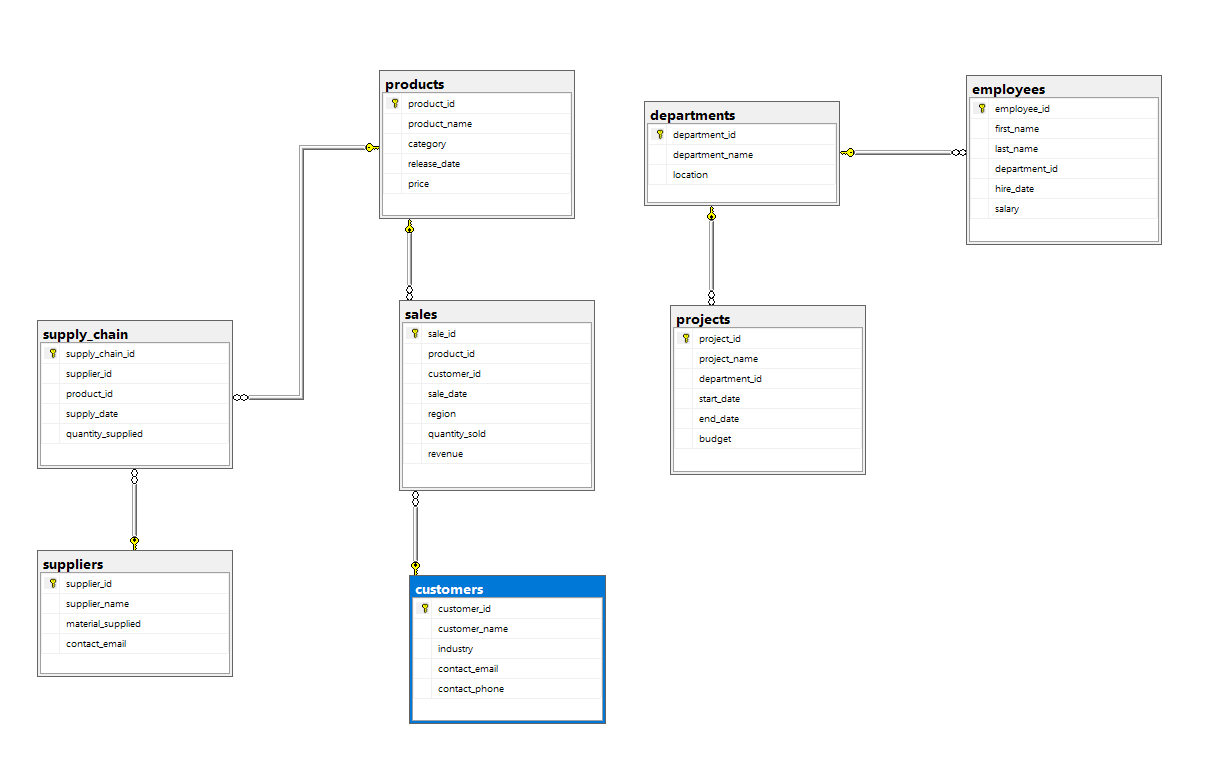 products
product_id
product_name
category
release_date
price
departments
department_id
department_name
location
employees
employee_id
first_name
last_name
department_id
hire_date
salary
supply_chain
supply_chain_id
supplier_id
product_id
supply_date
quantity_supplied
sales
sale_id
product_id
customer_id
sale_date
region
quantity_sold
revenue
projects
project_id
project_name
department_id
start_date
end_date
budget
suppliers
supplier_id
supplier_name
material_supplied
contact_email
customers
customer_id
customer_name
industry
contact_email
contact_phone